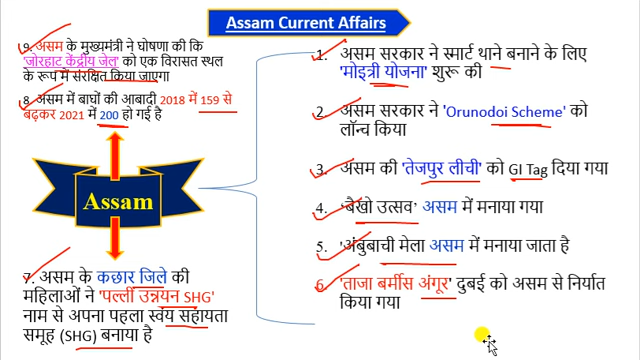 Assam Current Affairs
9. असम के मुख्यमंत्री ने घोषणा की कि
'जोरहाट केंद्रीय जेल' को एक विरासत स्थल
के रूप में संरक्षित किया जाएगा
8. असम में बाघों की आबादी 2018 में 159 से
बढ़कर 2021 में 200 हो गई है
Assam
7. असम के कछार जिले की
महिलाओं ने 'पल्ली उन्नयन SHG'
नाम से अपना पहला स्वयं सहायता
समूह (SHG) बनाया है
1. असम सरकार ने स्मार्ट थाने बनाने के लिए
'मोइत्री योजना' शुरू की
2. असम सरकार ने 'Orunodoi Scheme' को
लॉन्च किया
3. असम की 'तेजपुर लीची' को GI Tag दिया गया
4. 'बैखो उत्सव' असम में मनाया गया
5. 'अंबुबाची मेला असम में मनाया जाता है
6. 'ताजा बर्मीस अंगूर' दुबई को असम से निर्यात
किया गया